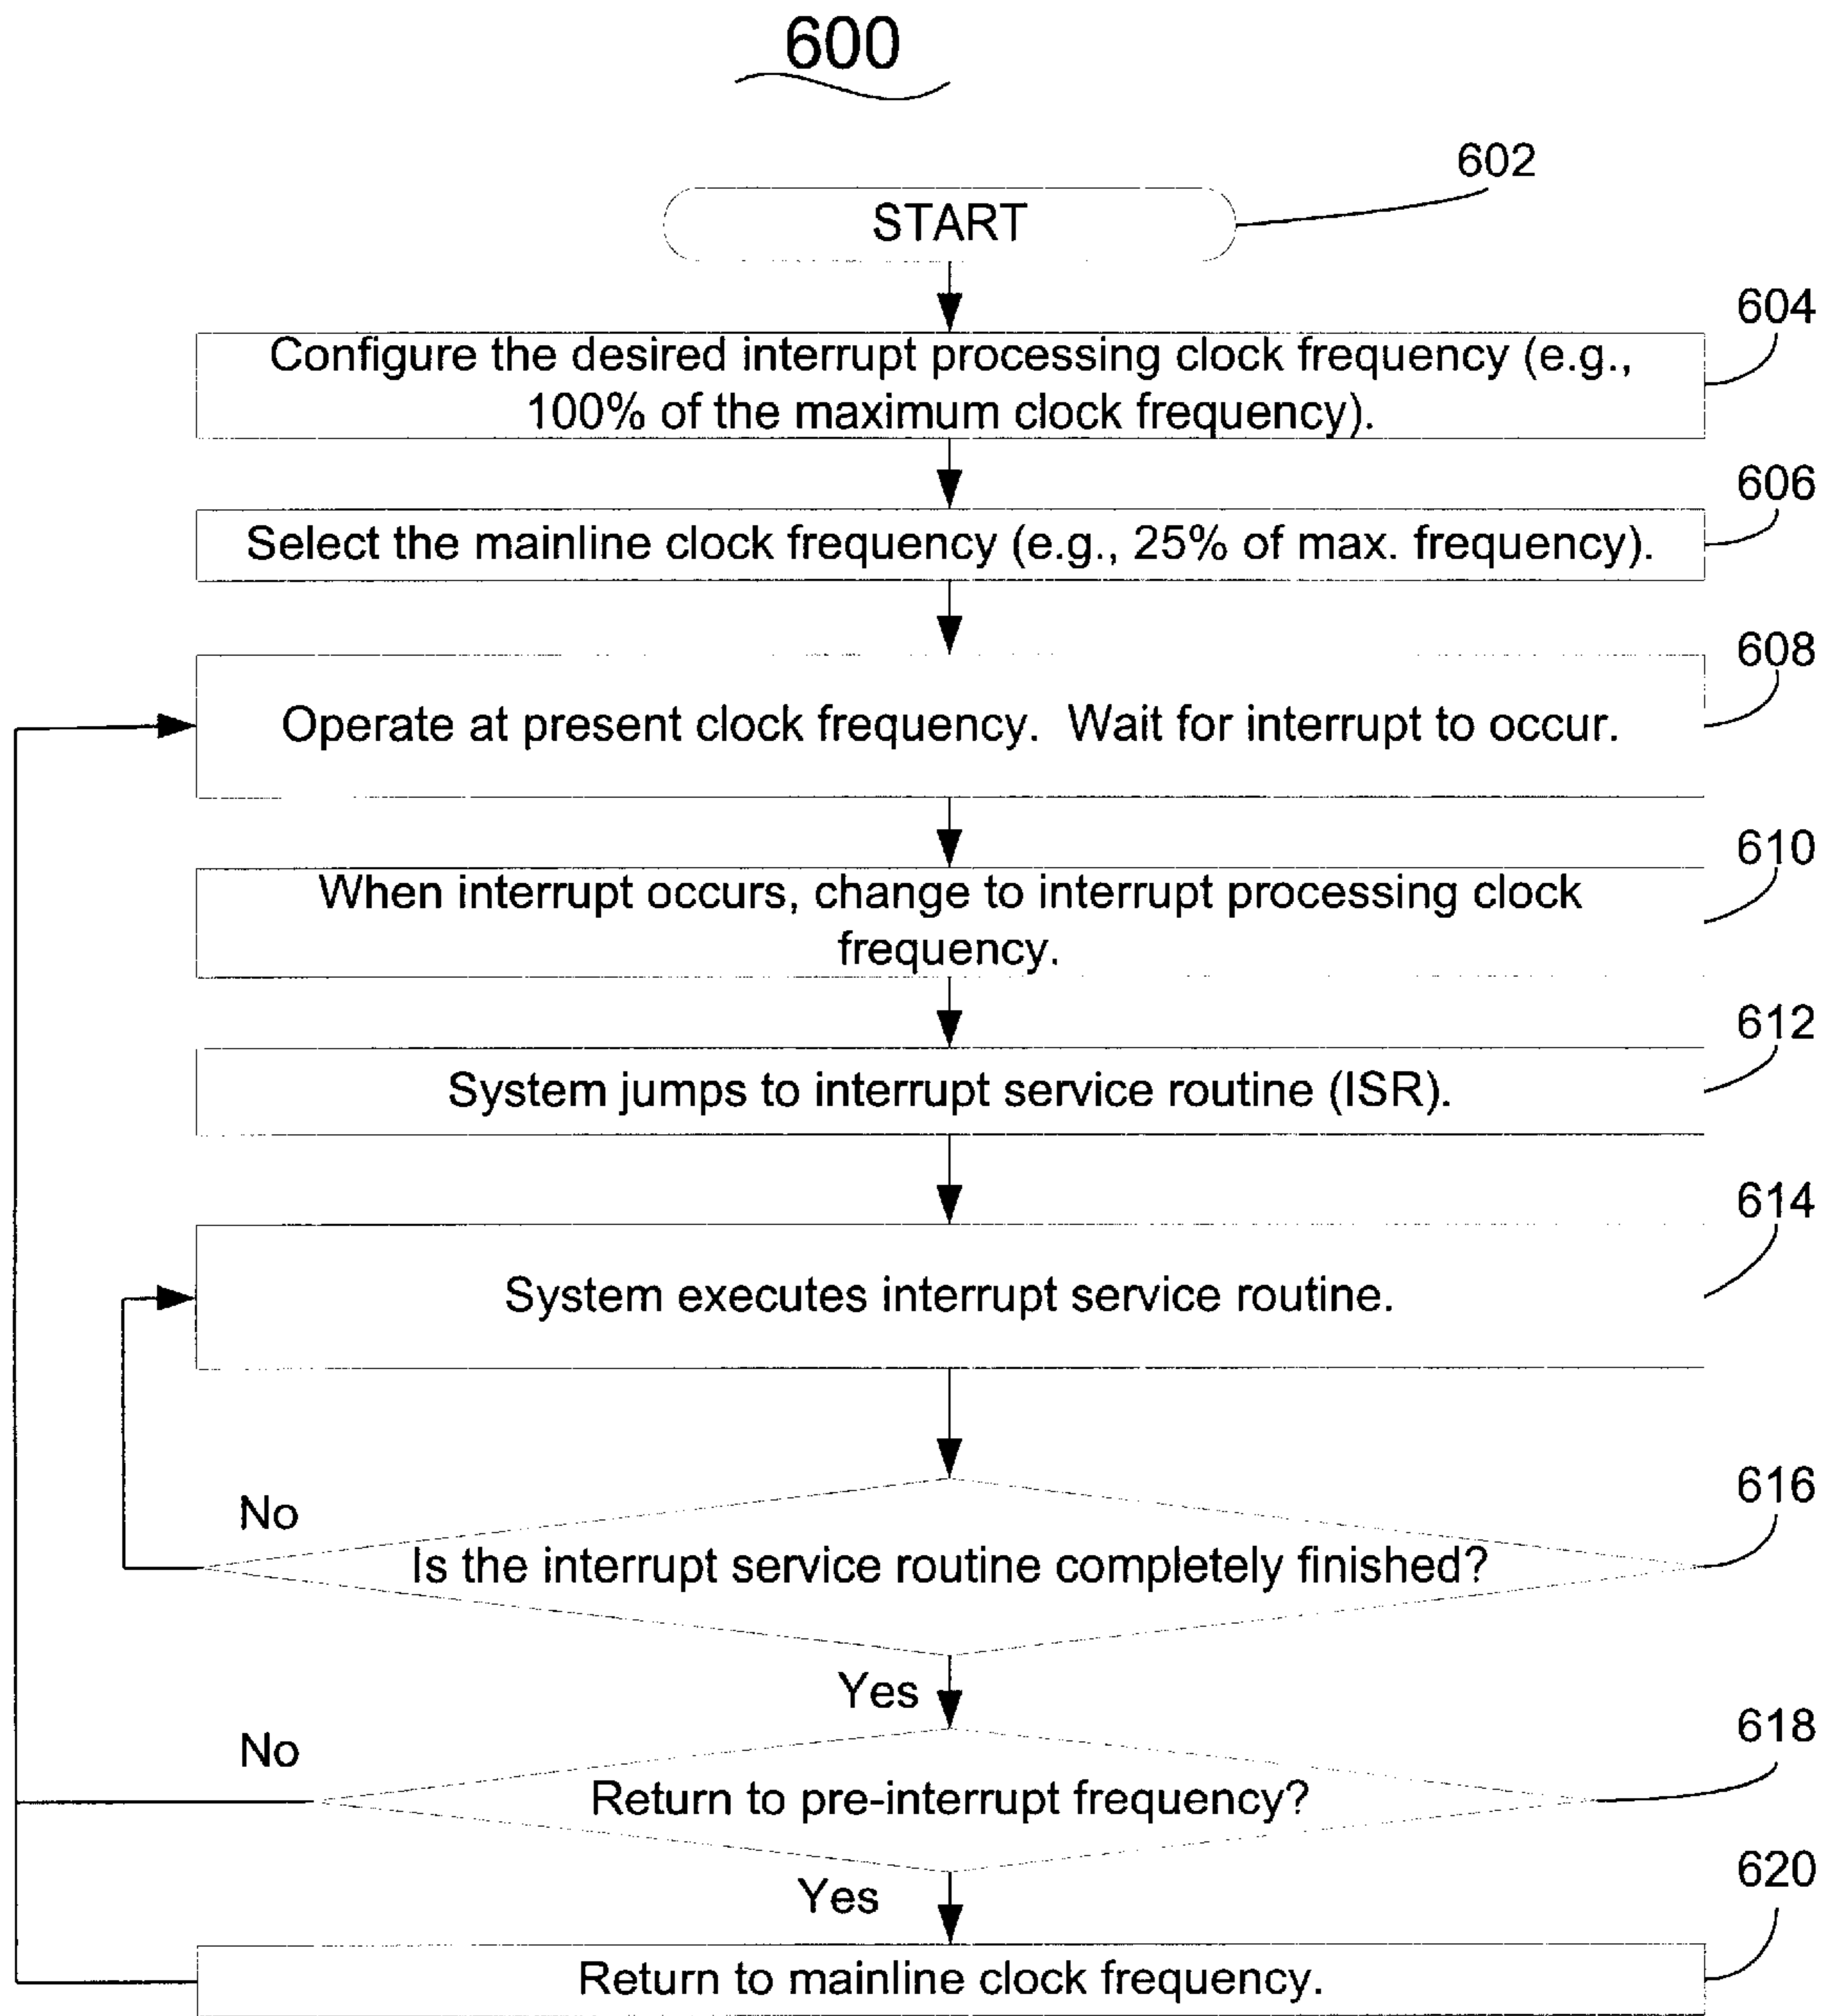 600
602
START
604
Configure the desired interrupt processing clock frequency (e.g.,
100% of the maximum clock frequency).
606
Select the mainline clock frequency (e.g., 25% of max. frequency).
608
Operate at present clock frequency.  Wait for interrupt to occur.
610
When interrupt occurs, change to interrupt processing clock
frequency.
612
System jumps to interrupt service routine (ISR).
614
System executes interrupt service routine.
616
No
Is the interrupt service routine completely finished?
Yes
618
No
Return to pre-interrupt frequency?
620
Yes
Return to mainline clock frequency.